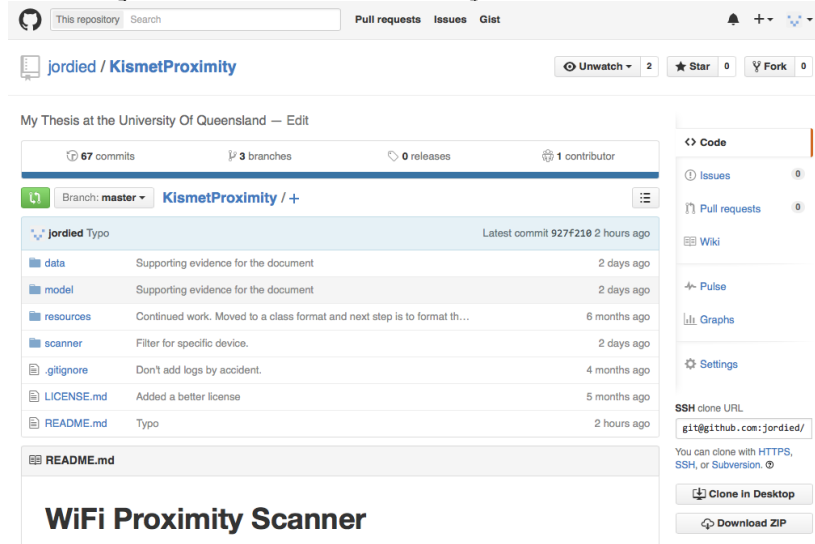 This repository Search Pull requests Issues Gist
jordied / KismetProximity Unwatch 2 Star 0 Fork 0
My Thesis at the University Of Queensland — Edit
67 commits 3 branches 0 releases 1 contributor
Branch: master KismetProximity / +
jordied Typo Latest commit 927f210 2 hours ago
data Supporting evidence for the document 2 days ago
model Supporting evidence for the document 2 days ago
resources Continued work. Moved to a class format and next step is to format th... 6 months ago
scanner Filter for specific device. 2 days ago
.gitignore Don't add logs by accident. 4 months ago
LICENSE.md Added a better license 5 months ago
README.md Typo 2 hours ago
README.md
WiFi Proximity Scanner
Code
Issues 0
Pull requests 0
Wiki
Pulse
Graphs
Settings
SSH clone URL
git@github.com:jordied/
You can clone with HTTPS,
SSH, or Subversion.
Clone in Desktop
Download ZIP